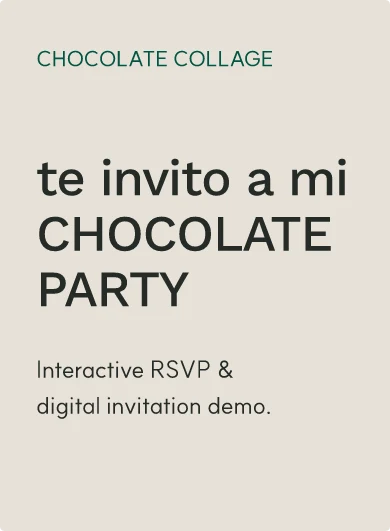 CHOCOLATE COLLAGE
te invito a mi
CHOCOLATE
PARTY
Interactive RSVP &
digital invitation demo.